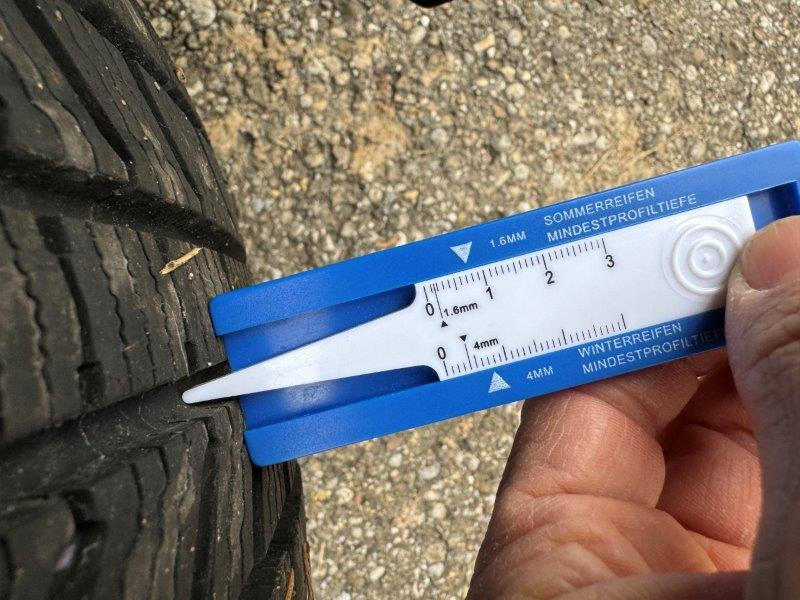 1.6MM SOMMERREIFEN
MINDESTPROFILTIEFE
0 1 2 3
1.6mm
0 4mm
4MM WINTERREIFEN
MINDESTPROFILTIEFE